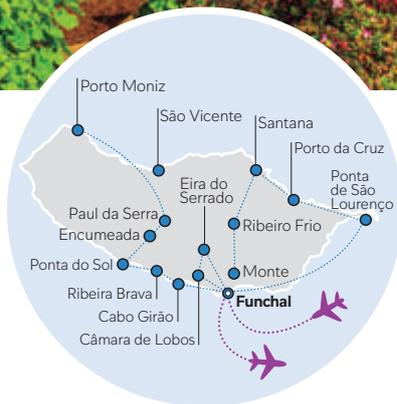 Porto Moniz
São Vicente
Santana
Porto da Cruz
Ponta
de São
Lourenço
Eira do
Serrado
Paul da Serra
Encumeada
Ribeiro Frio
Ponta do Sol
Monte
Ribeira Brava
Funchal
Cabo Girão
Câmara de Lobos